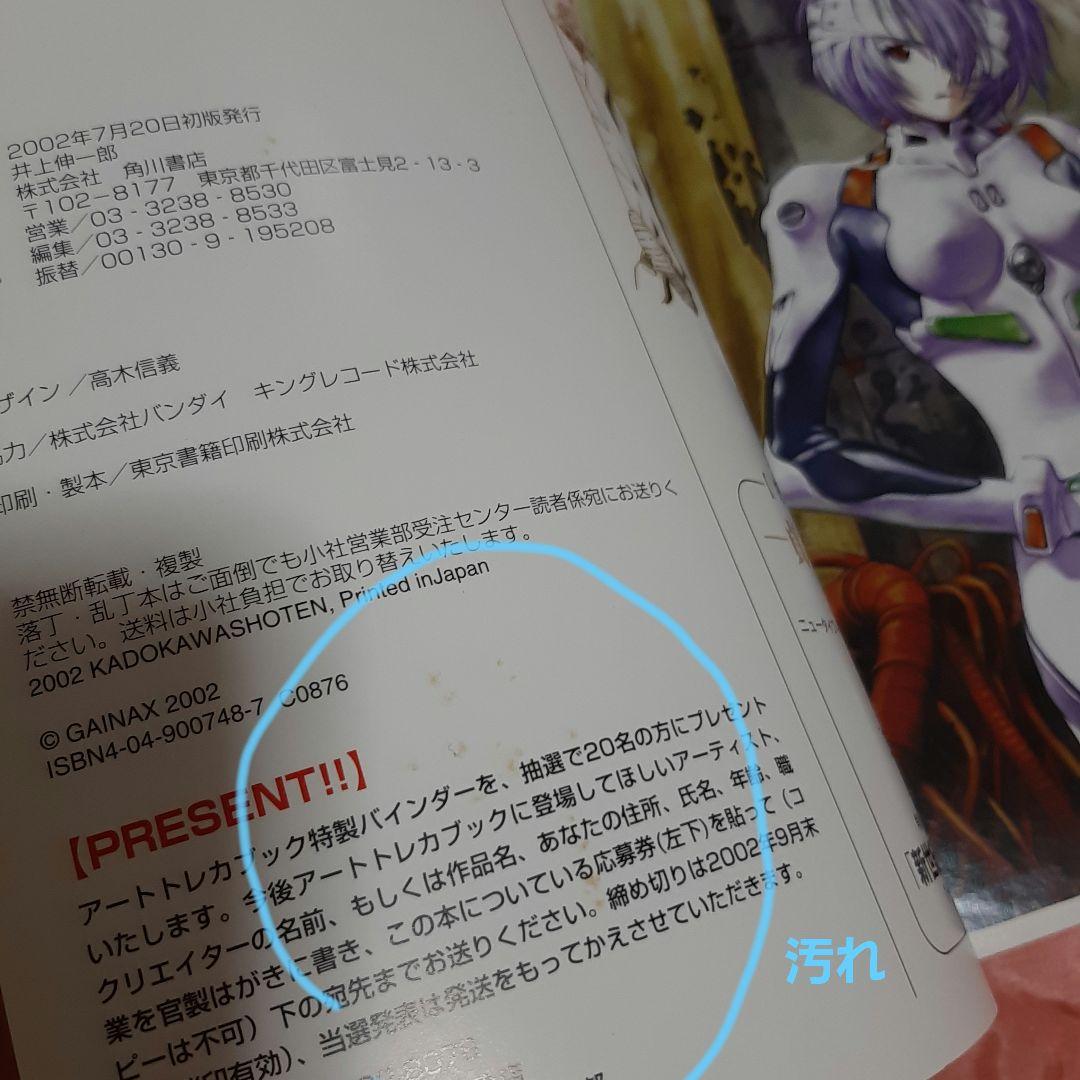 2002年7月20日初版発行
井上伸一郎
株式会社 角川書店
〒102-8177 東京都千代田区富士見2-13-3
営業/03-3238-8530
編集/03-3238-8533
振替/00130-9-195208
ザイン/高木信義
力/株式会社バンダイ キングレコード株式会社
印刷・製本/東京書籍印刷株式会社
禁無断転載・複製
落丁・乱丁本はご面倒でも小社営業部受注センター読者係宛にお送りく
ださい。送料は小社負担でお取り替えいたします。
2002 KADOKAWASHOTEN, Printed inJapan
© GAINAX 2002
ISBN4-04-900748-7 C0876
【PRESENT!!】
アートトレカブック特製バインダーを、抽選で20名の方にプレゼント
いたします。今後アートトレカブックに登場してほしいアーティスト、
クリエイターの名前、もしくは作品名、あなたの住所、氏名、年齢、職
業を官製はがきに書き、この本についている応募券(左下)を貼って(コ
ピーは不可)下の宛先までお送りください。締め切りは2002年9月末
印有効)、当選発表は発送をもってかえさせていただきます。
8078
00
ニュータイ
汚れ